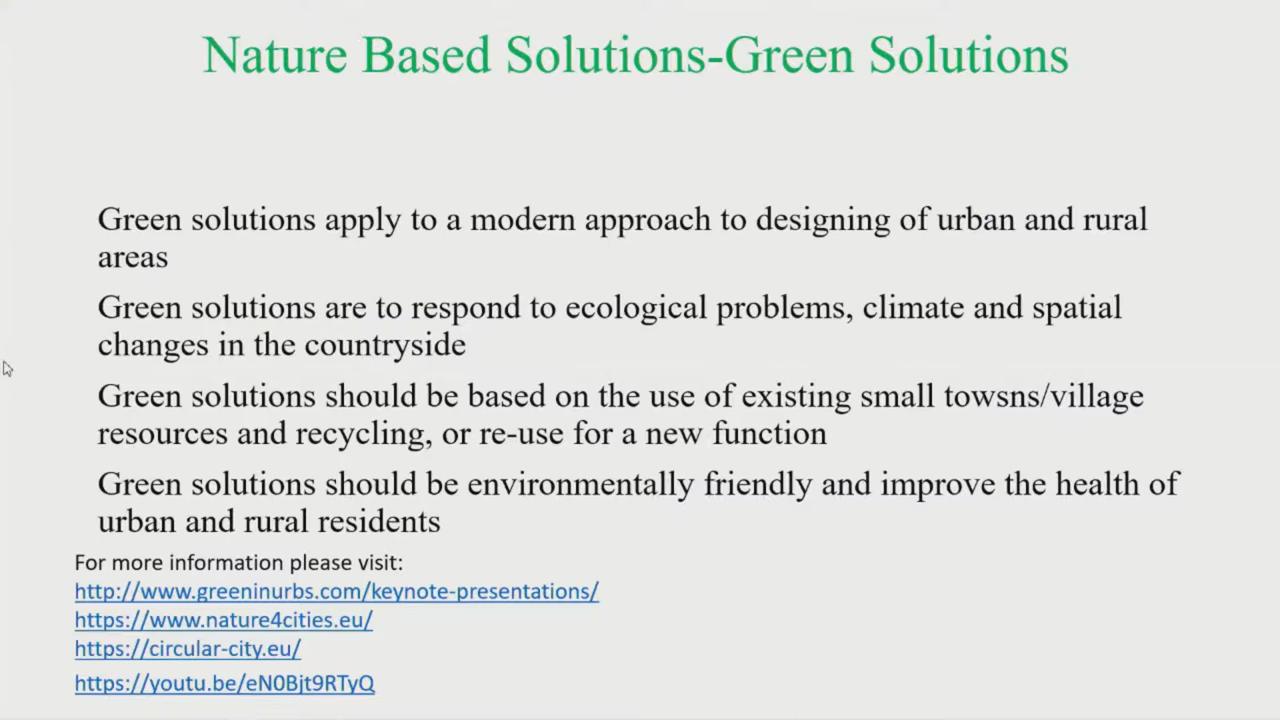 Nature Based Solutions-Green Solutions
Green solutions apply to a modern approach to designing of urban and rural
areas
Green solutions are to respond to ecological problems, climate and spatial
changes in the countryside
Green solutions should be based on the use of existing small towsns/village
resources and recycling, or re-use for a new function
Green solutions should be environmentally friendly and improve the health of
urban and rural residents
For more information please visit:
http://www.greeninurbs.com/keynote-presentations/
https://www.nature4cities.eu/
https://circular-city.eu/
https://youtu.be/eN0Bjt9RTyQ